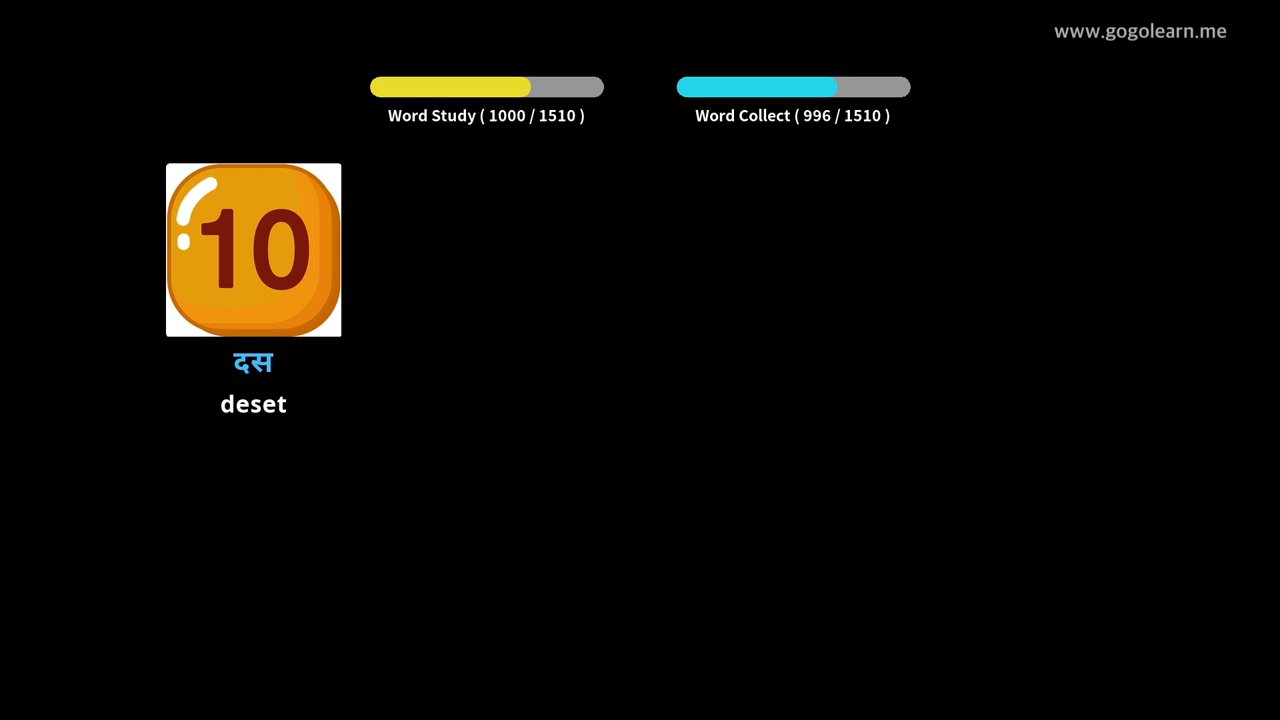 www.gogolearn.me
Word Study ( 1000 / 1510 )
Word Collect ( 996 / 1510 )
10
दस
deset